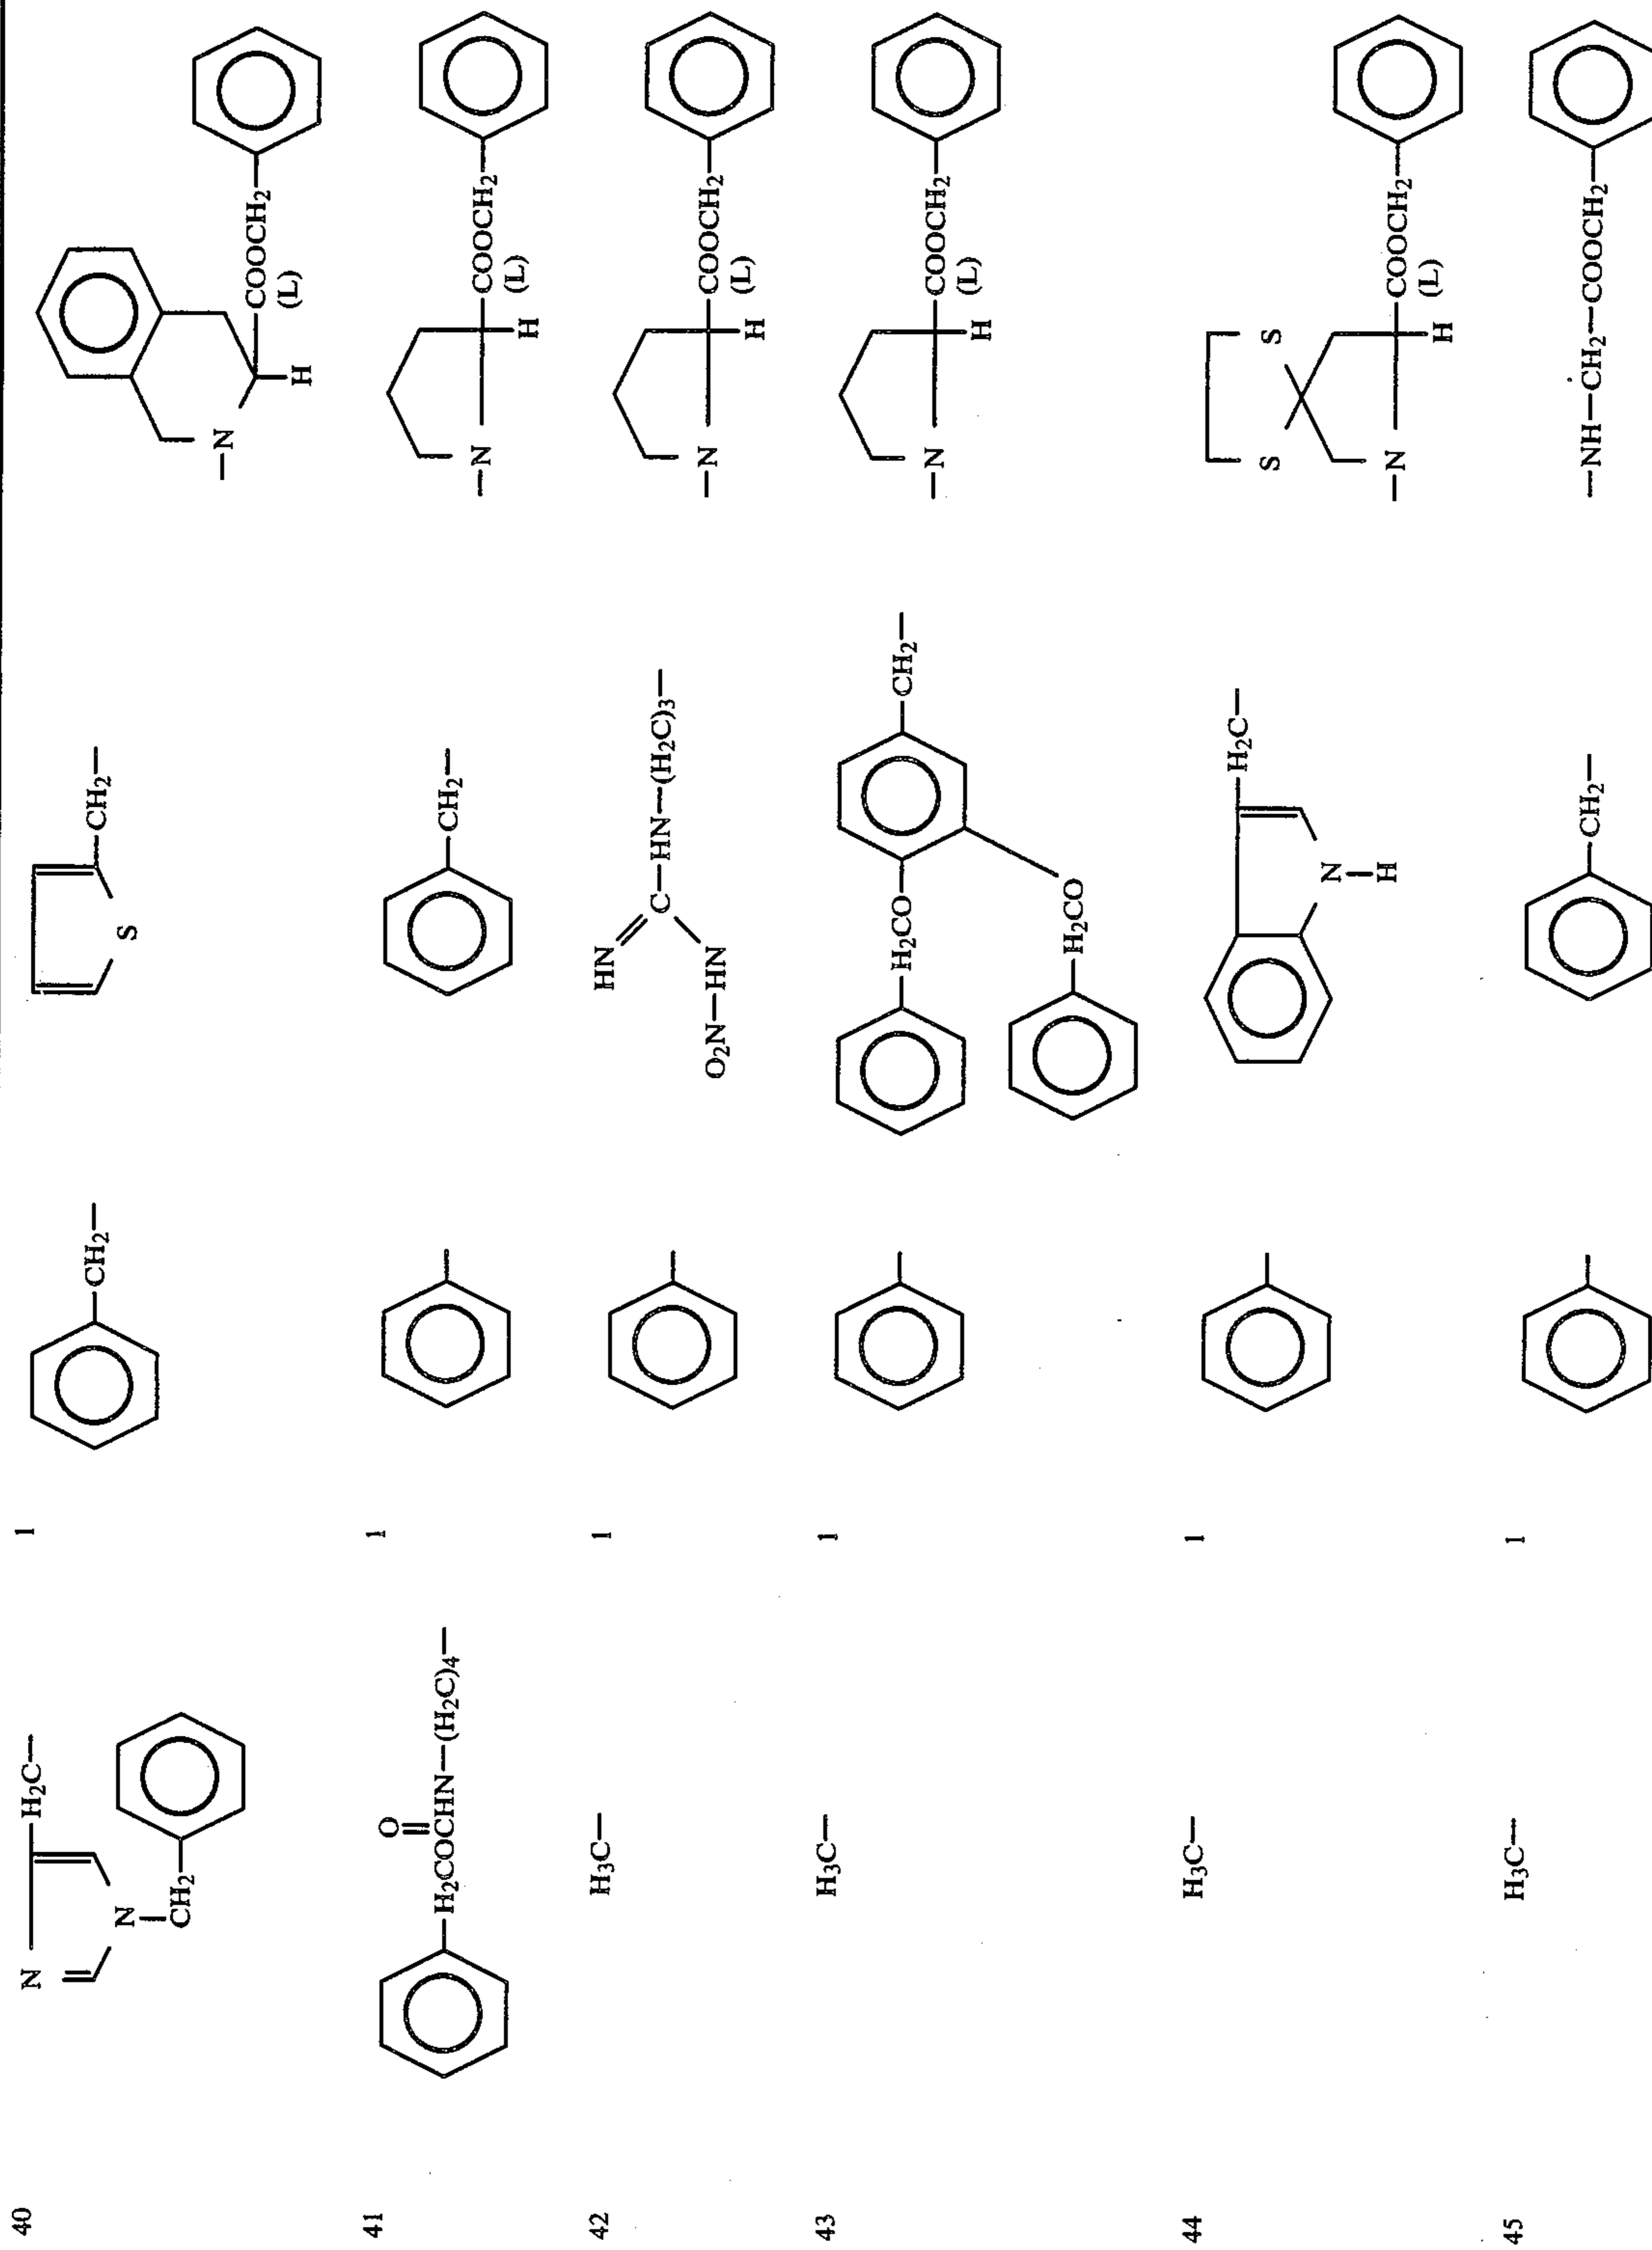 40
N
H₂C—
N
CH₂
1
CH₂—
S
CH₂—
—N
COOCH₂
(L)
H
41
O
H₂COCHN—(H₂C)₄—
1
CH₂—
—N
COOCH₂
(L)
H
42
H₃C—
1
HN
C—HN—(H₂C)₃—
O₂N—HN
—N
COOCH₂
(L)
H
43
H₃C—
1
H₂CO
H₂CO
CH₂—
—N
COOCH₂
(L)
H
44
H₃C—
1
H₂C—
N
H
S S
—N
COOCH₂
(L)
H
45
H₃C—
1
CH₂—
—NH—CH₂—COOCH₂